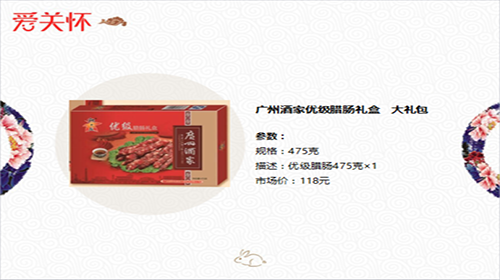 爱关怀
优级腊肠礼盒
廣州酒家
广州酒家优级腊肠礼盒 大礼包
参数：
规格：475克
描述：优级腊肠475克×1
市场价：118元